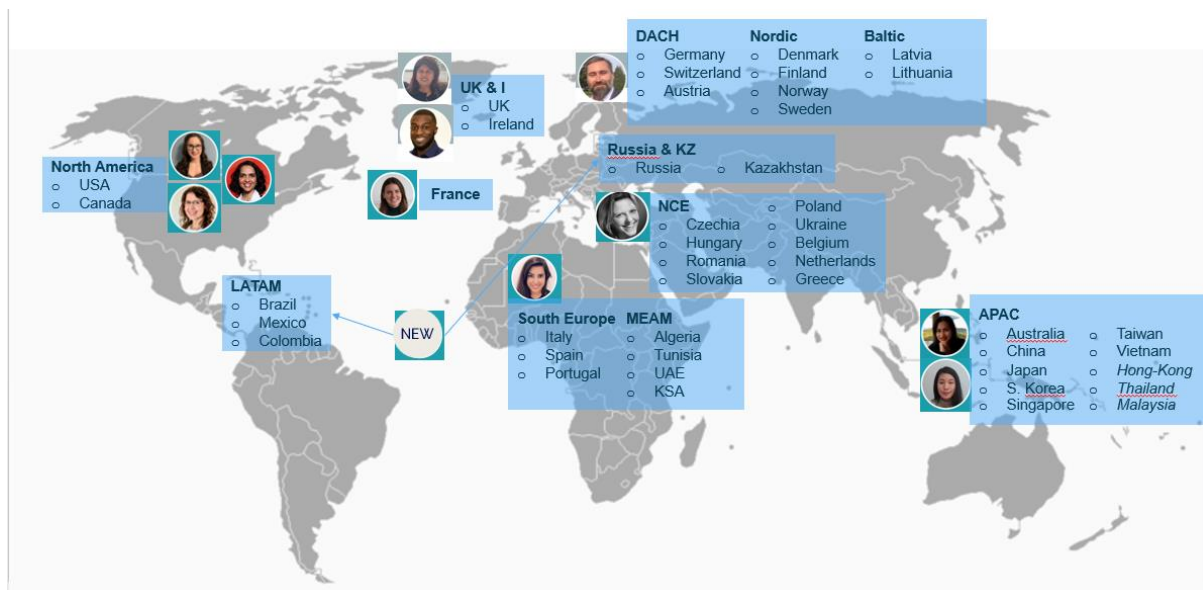 DACH
o Germany
o Switzerland
o Austria
Nordic
o Denmark
o Finland
o Norway
o Sweden
Baltic
o Latvia
o Lithuania
UK & I
o UK
o Ireland
North America
o USA
o Canada
France
Russia & KZ
o Russia
o Kazakhstan
NCE
o Czechia
o Hungary
o Romania
o Slovakia
o Poland
o Ukraine
o Belgium
o Netherlands
o Greece
LATAM
o Brazil
o Mexico
o Colombia
NEW
South Europe
o Italy
o Spain
o Portugal
MEAM
o Algeria
o Tunisia
o UAE
o KSA
APAC
o Australia
o China
o Japan
o S. Korea
o Singapore
o Taiwan
o Vietnam
o Hong-Kong
o Thailand
o Malaysia